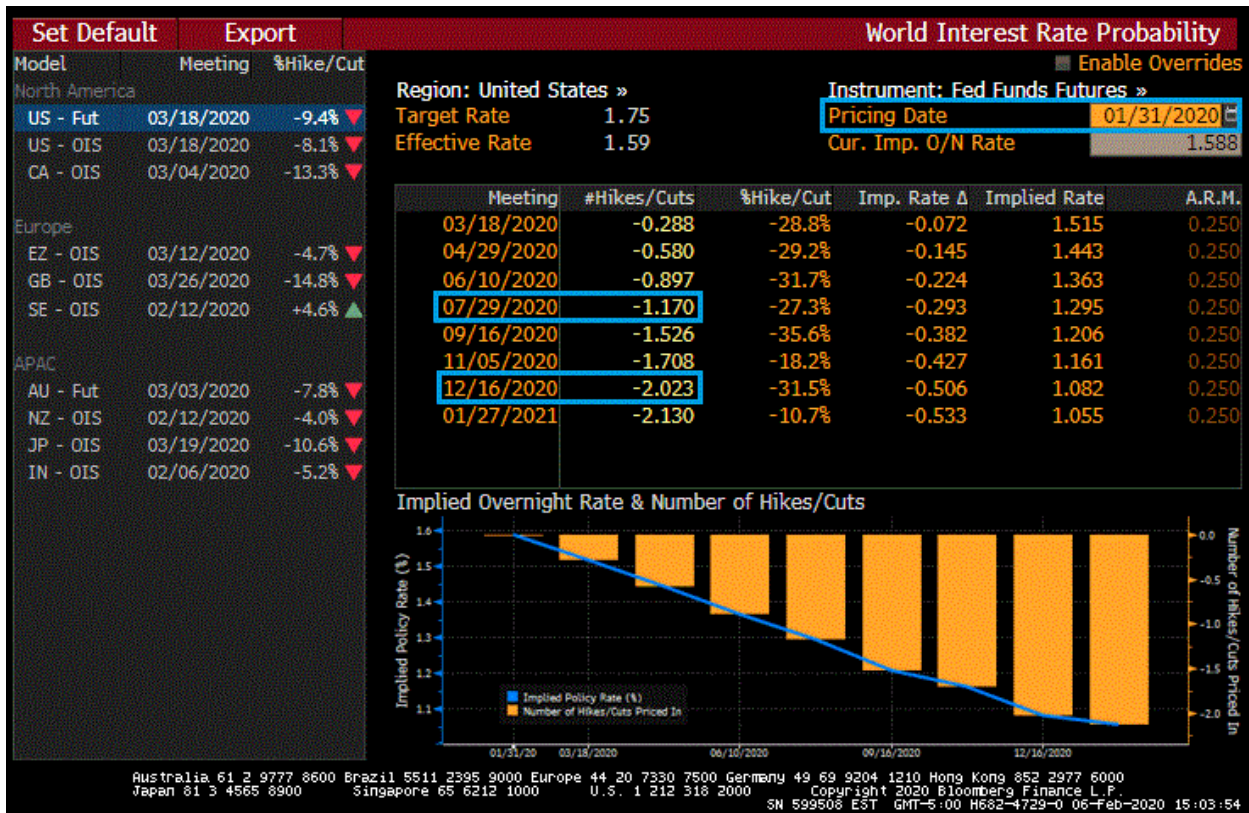 Set Default Export World Interest Rate Probability
Model Meeting %Hike/Cut
Enable Overrides
North America
Region: United States » Instrument: Fed Funds Futures »
US - Fut 03/18/2020 -9.4% ▼ Target Rate 1.75 Pricing Date 01/31/2020
US - OIS 03/18/2020 -8.1% ▼ Effective Rate 1.59 Cur. Imp. O/N Rate 1.588
CA - OIS 03/04/2020 -13.3% ▼
Meeting #Hikes/Cuts %Hike/Cut Imp. Rate Δ Implied Rate A.R.M.
03/18/2020 -0.288 -28.8% -0.072 1.515 0.250
Europe
EZ - OIS 03/12/2020 -4.7% ▼ 04/29/2020 -0.580 -29.2% -0.145 1.443 0.250
GB - OIS 03/26/2020 -14.8% ▼ 06/10/2020 -0.897 -31.7% -0.224 1.363 0.250
SE - OIS 02/12/2020 +4.6% ▲ 07/29/2020 -1.170 -27.3% -0.293 1.295 0.250
09/16/2020 -1.526 -35.6% -0.382 1.206 0.250
APAC 11/05/2020 -1.708 -18.2% -0.427 1.161 0.250
AU - Fut 03/03/2020 -7.8% ▼ 12/16/2020 -2.023 -31.5% -0.506 1.082 0.250
NZ - OIS 02/12/2020 -4.0% ▼ 01/27/2021 -2.130 -10.7% -0.533 1.055 0.250
JP - OIS 03/19/2020 -10.6% ▼
IN - OIS 02/06/2020 -5.2% ▼
Implied Overnight Rate & Number of Hikes/Cuts
Implied Policy Rate (%)
1.6
1.5
1.4
1.3
1.2
1.1
Implied Policy Rate (%)
Number of Hikes/Cuts Priced In
0.0
-0.5
-1.0
-1.5
-2.0
Number of Hikes/Cuts Priced In
01/31/20 03/18/2020 06/10/2020 09/16/2020 12/16/2020
Australia 61 2 9777 8600 Brazil 5511 2395 9000 Europe 44 20 7330 7500 Germany 49 69 9204 1210 Hong Kong 852 2977 6000
Japan 81 3 4565 8900 Singapore 65 6212 1000 U.S. 1 212 318 2000 Copyright 2020 Bloomberg Finance L.P.
SN 599508 EST GMT-5:00 H682-4729-0 06-Feb-2020 15:03:54